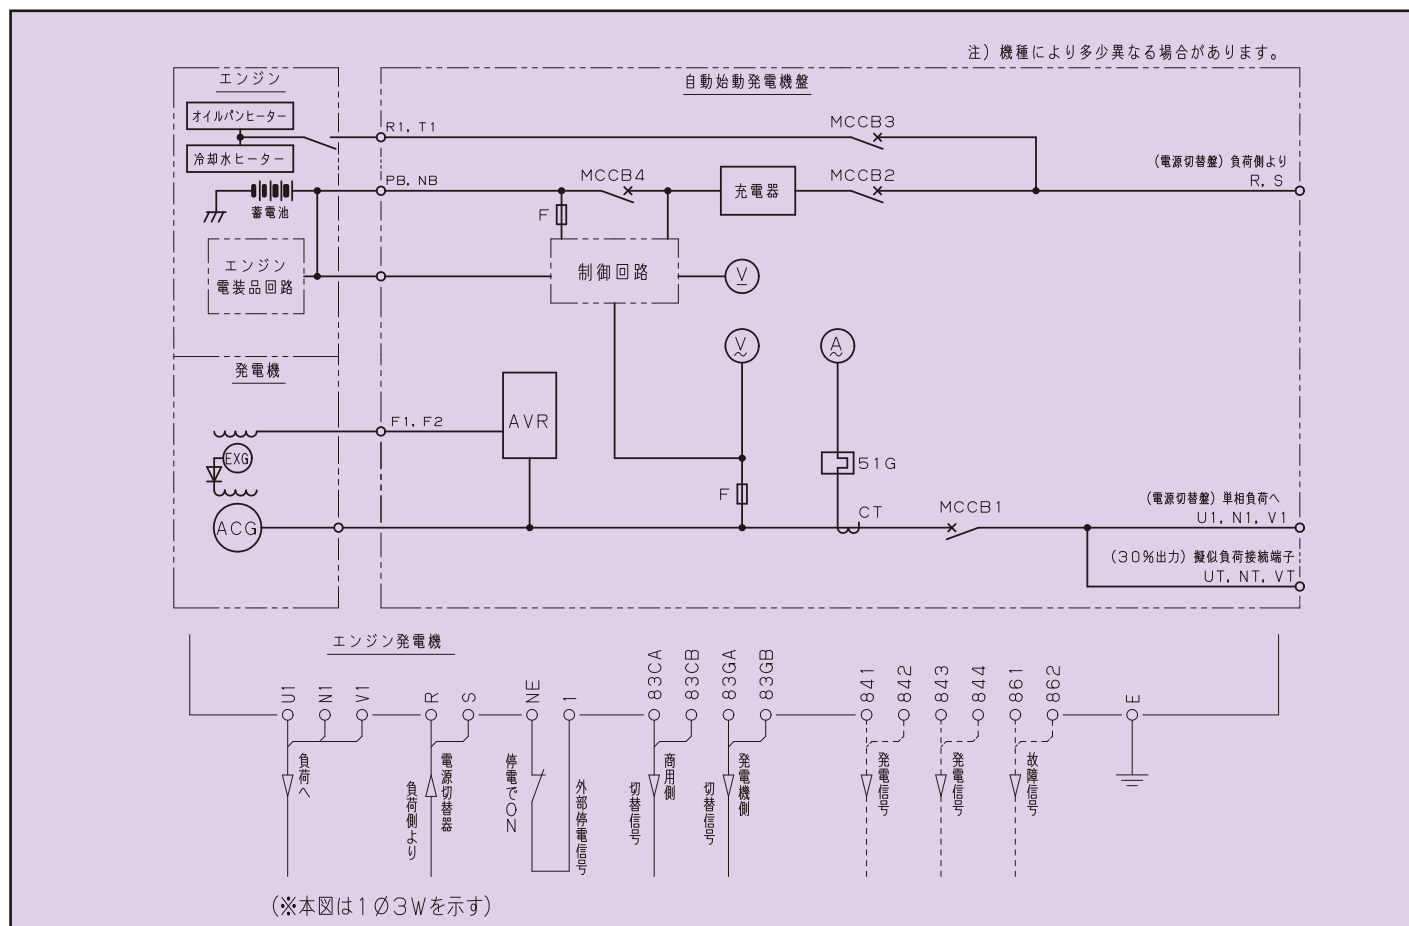 注）機種により多少異なる場合があります。
エンジン
自動始動発電機盤
オイルパンヒーター
R1, T1
MCCB3
冷却水ヒーター
（電源切替盤）負荷側より
R, S
PB, NB
MCCB4
充電器
MCCB2
蓄電池
F
エンジン
電装品回路
制御回路
V
V
A
発電機
F1, F2
AVR
EXG
51G
F
ACG
CT
MCCB1
（電源切替盤）単相負荷へ
U1, N1, V1
（30%出力）擬似負荷接続端子
UT, NT, VT
エンジン発電機
U1
N1
V1
R
S
NE
1
83CA
83CB
83GA
83GB
841
842
843
844
861
862
E
負荷へ
電源切替器
負荷側より
停電でON
外部停電信号
商用側
切替信号
発電機側
切替信号
発電信号
発電信号
故障信号
（※本図は1Ø3Wを示す）